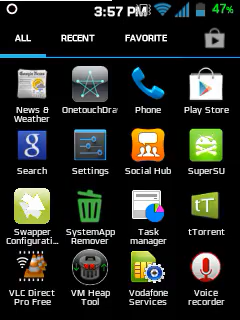 3:57 PM 47%
ALL RECENT FAVORITE
News & Weather
OnetouchDra
Phone
Play Store
Search
Settings
Social Hub
SuperSU
Swapper Configurati...
SystemApp Remover
Task manager
tTorrent
VLC Direct Pro Free
VM Heap Tool
Vodafone Services
Voice recorder